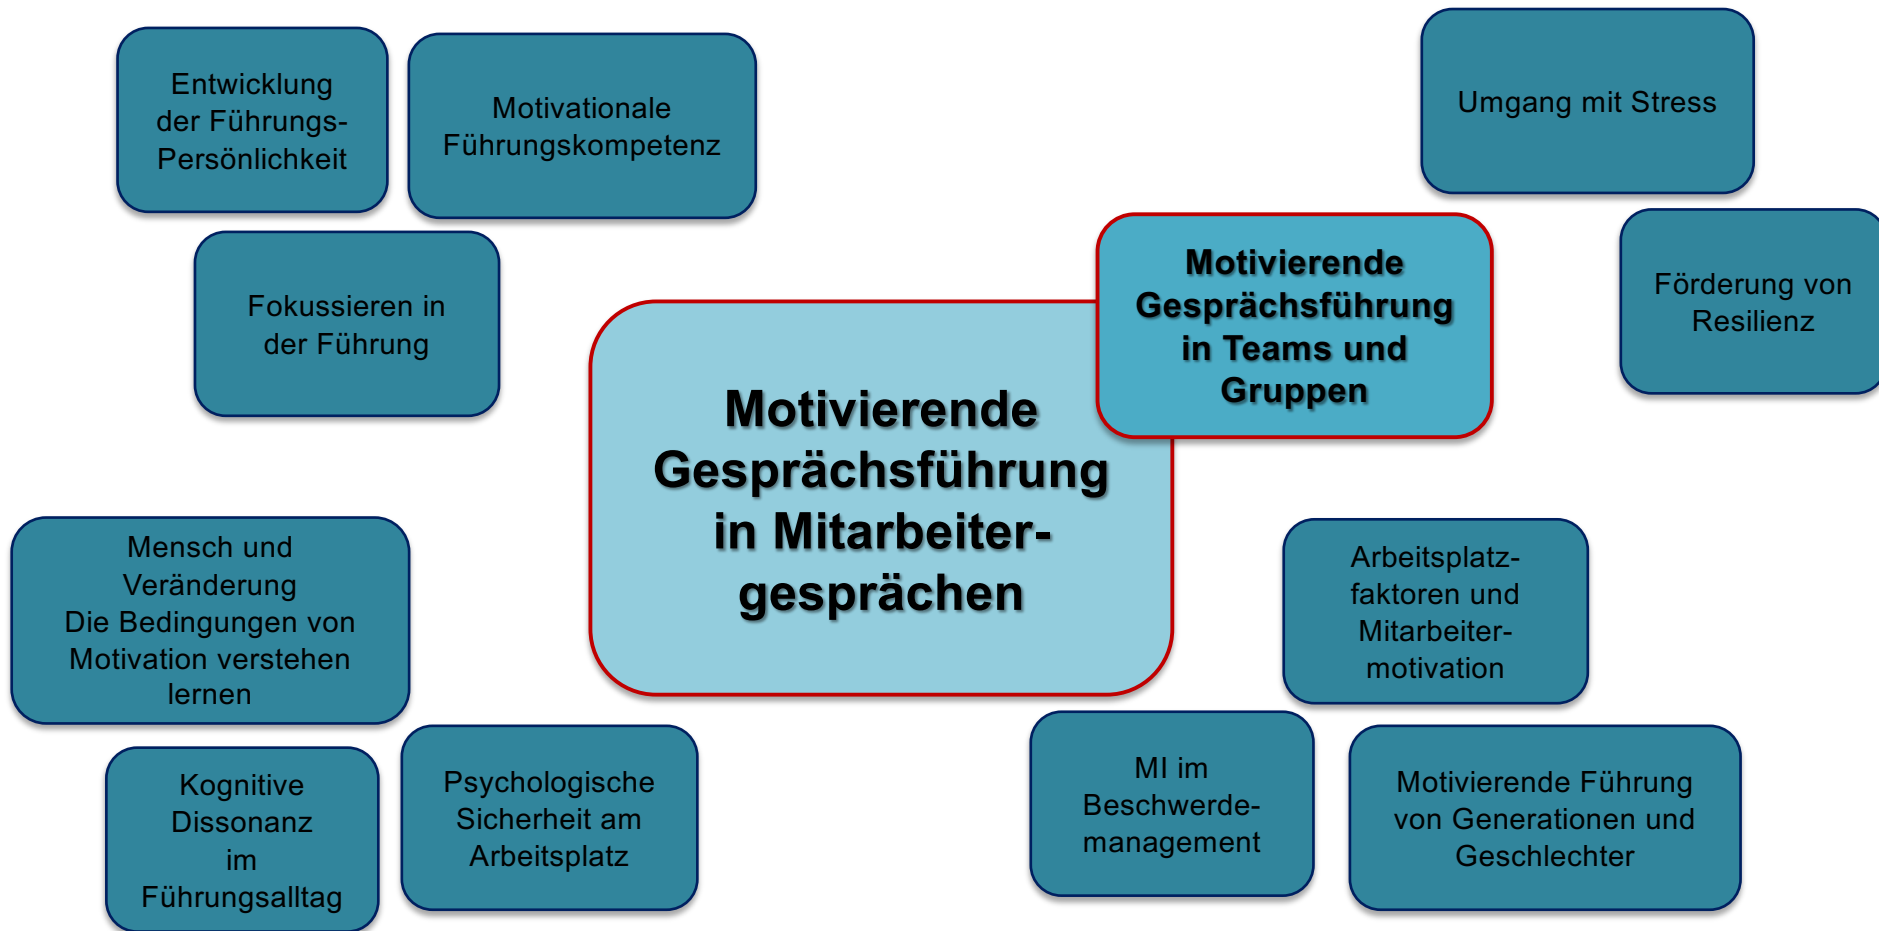 Entwicklung
der Führungs-
Persönlichkeit
Motivationale
Führungskompetenz
Umgang mit Stress
Fokussieren in
der Führung
Motivierende
Gesprächsführung
in Teams und
Gruppen
Förderung von
Resilienz
Motivierende
Gesprächsführung
in Mitarbeiter-
gesprächen
Mensch und
Veränderung
Die Bedingungen von
Motivation verstehen
lernen
Arbeitsplatz-
faktoren und
Mitarbeiter-
motivation
Kognitive
Dissonanz
im
Führungsalltag
Psychologische
Sicherheit am
Arbeitsplatz
MI im
Beschwerde-
management
Motivierende Führung
von Generationen und
Geschlechter